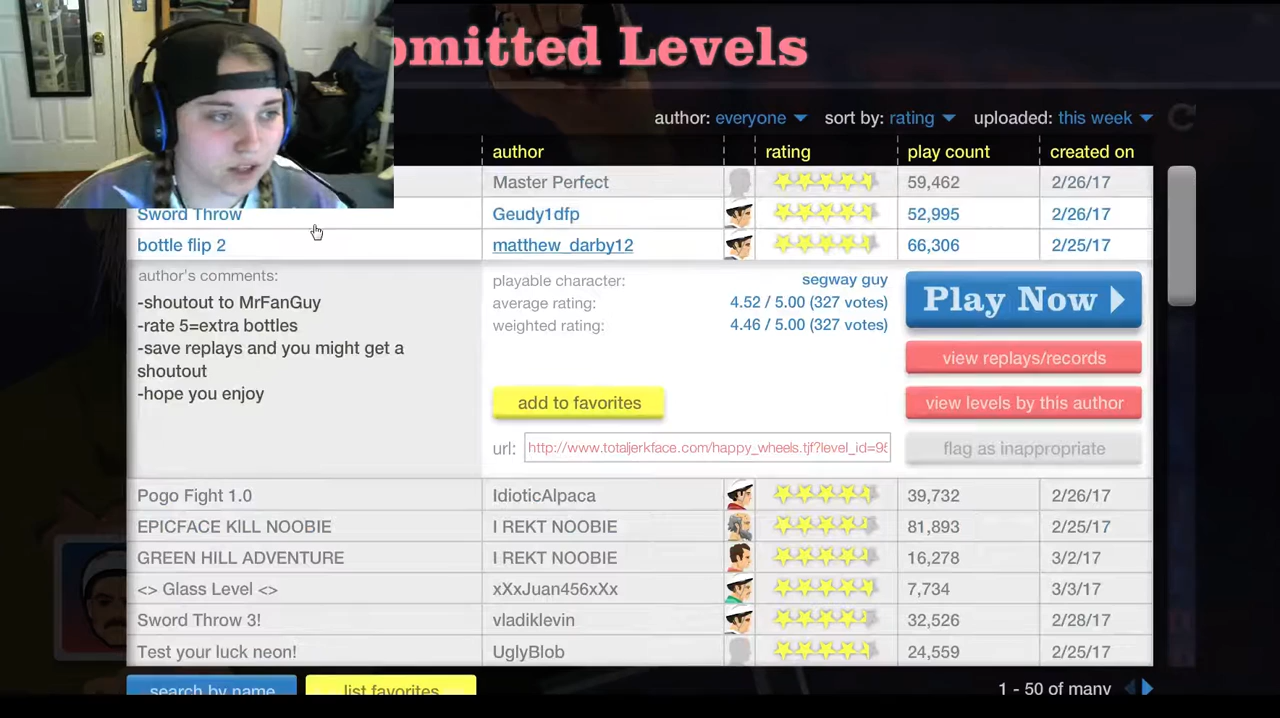 omitted Levels
author: everyone sort by: rating uploaded: this week
author rating play count created on
Master Perfect 59,462 2/26/17
Sword Throw Geudy1dfp 52,995 2/26/17
bottle flip 2 matthew_darby12 66,306 2/25/17
author's comments:
-shoutout to MrFanGuy
-rate 5=extra bottles
-save replays and you might get a
shoutout
-hope you enjoy
playable character: segway guy
average rating: 4.52 / 5.00 (327 votes)
weighted rating: 4.46 / 5.00 (327 votes)
add to favorites
url: http://www.totaljerkface.com/happy_wheels.tjf?level_id=9
Play Now
view replays/records
view levels by this author
flag as inappropriate
Pogo Fight 1.0 IdioticAlpaca 39,732 2/26/17
EPICFACE KILL NOOBIE I REKT NOOBIE 81,893 2/25/17
GREEN HILL ADVENTURE I REKT NOOBIE 16,278 3/2/17
<> Glass Level <> xXxJuan456xXx 7,734 3/3/17
Sword Throw 3! vladiklevin 32,526 2/28/17
Test your luck neon! UglyBlob 24,559 2/25/17
search by name list favorites 1 - 50 of many